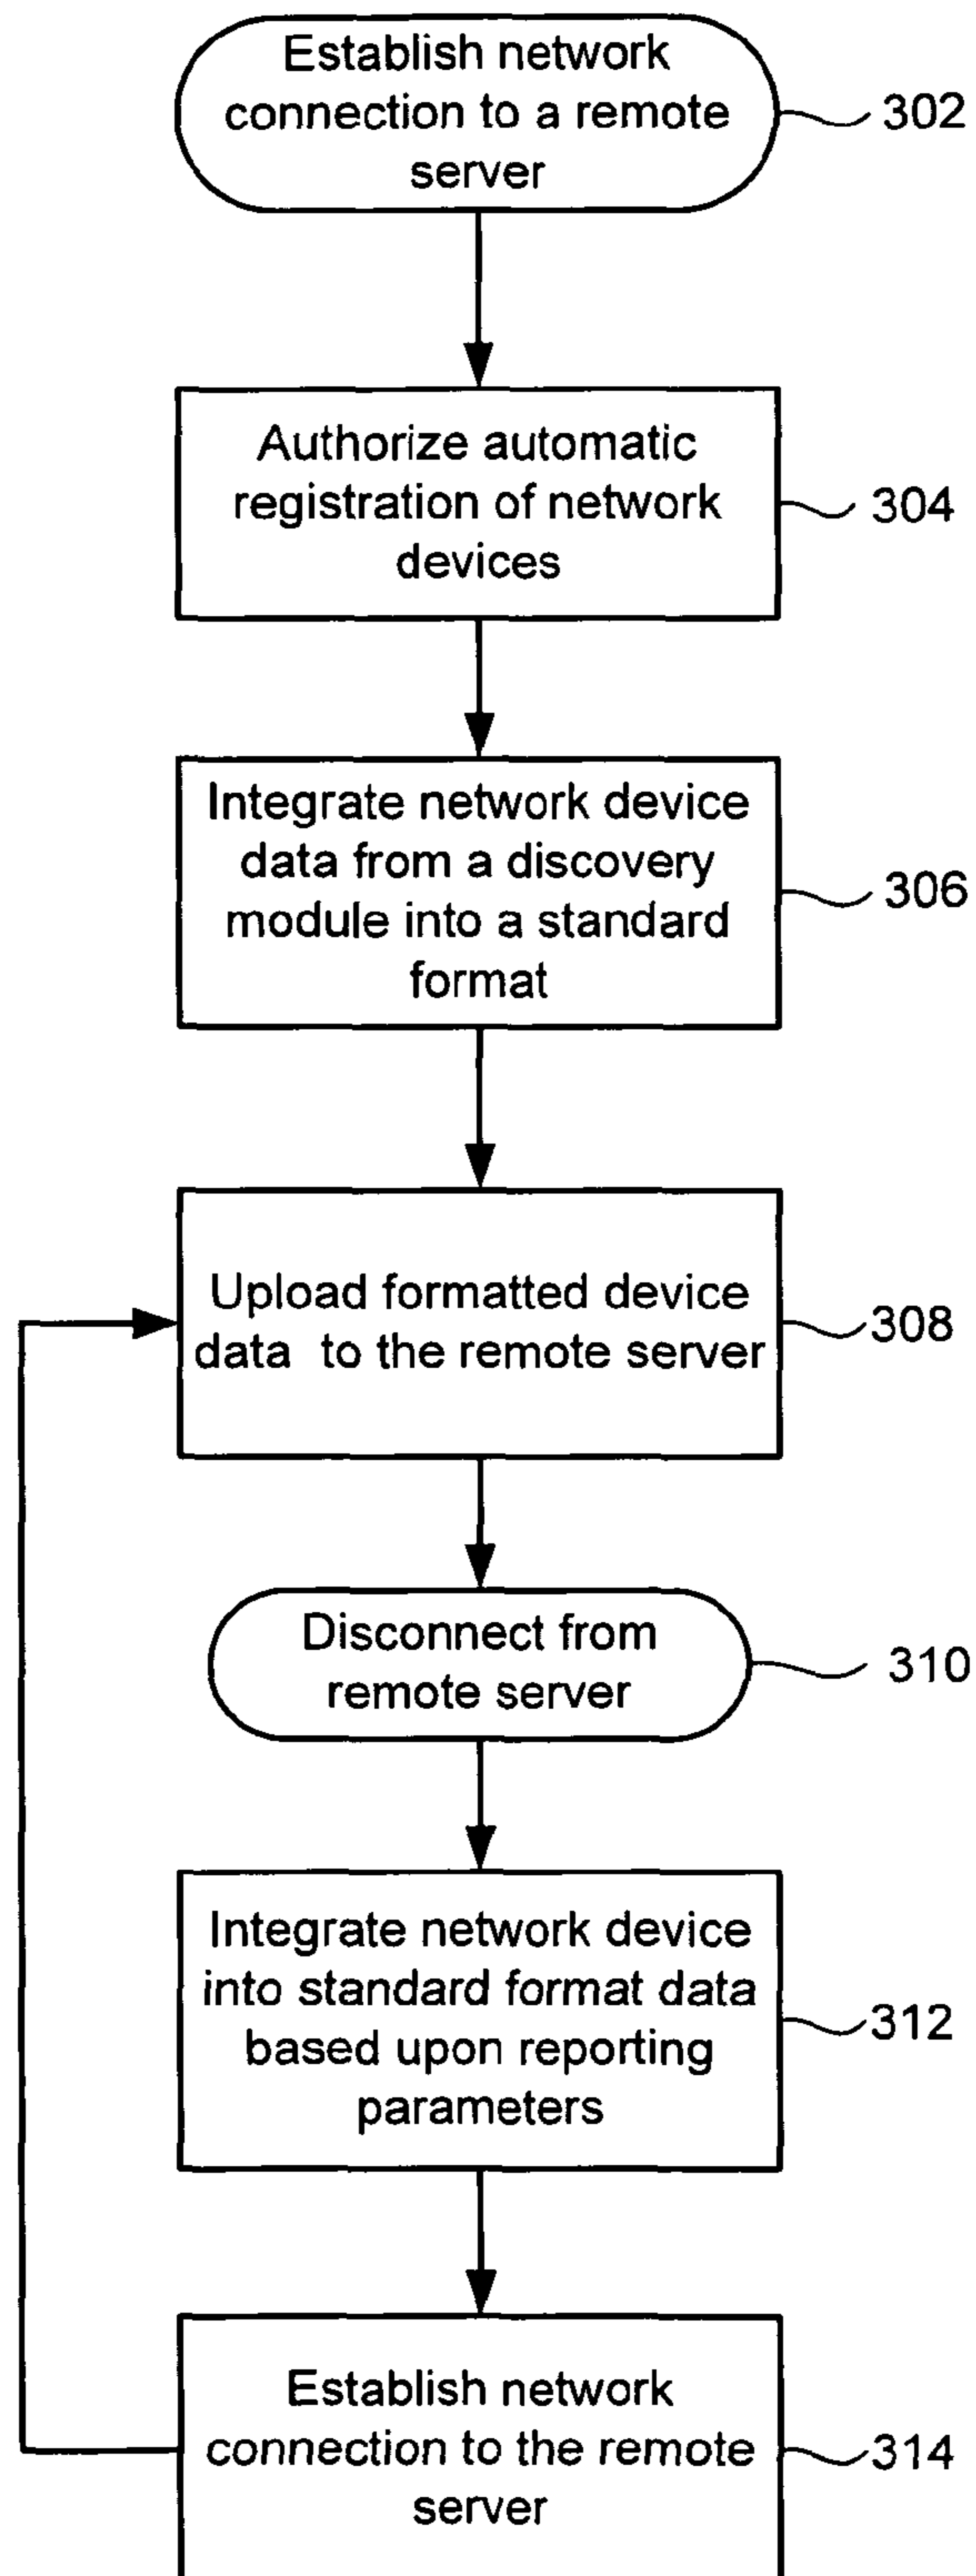 Establish network
connection to a remote
server
302
Authorize automatic
registration of network
devices
304
Integrate network device
data from a discovery
module into a standard
format
306
Upload formatted device
data to the remote server
308
Disconnect from
remote server
310
Integrate network device
into standard format data
based upon reporting
parameters
312
Establish network
connection to the remote
server
314